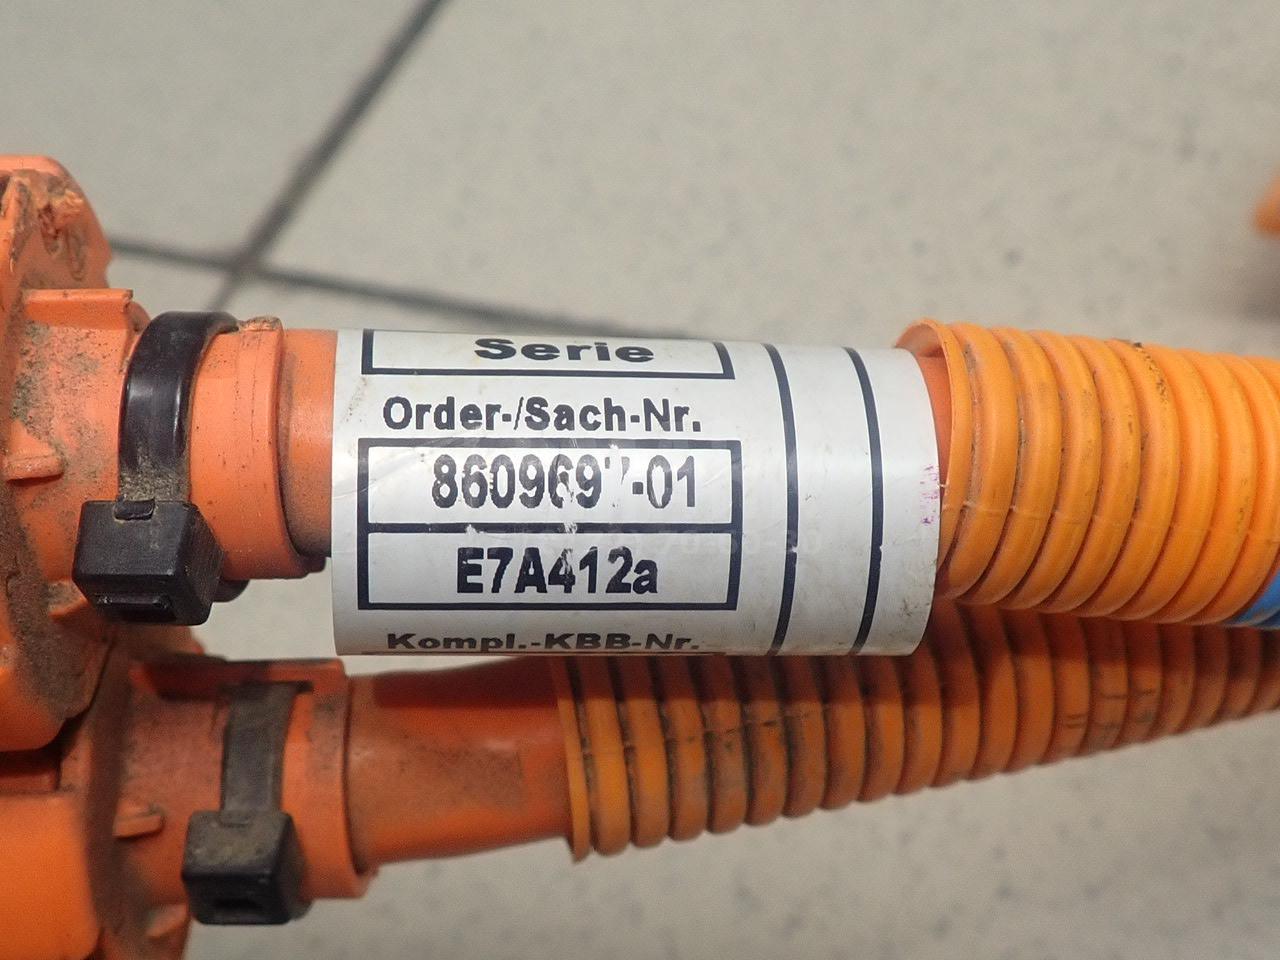 Serie
Order-/Sach-Nr.
E7A412a
Kompl.-KBB-Nr.